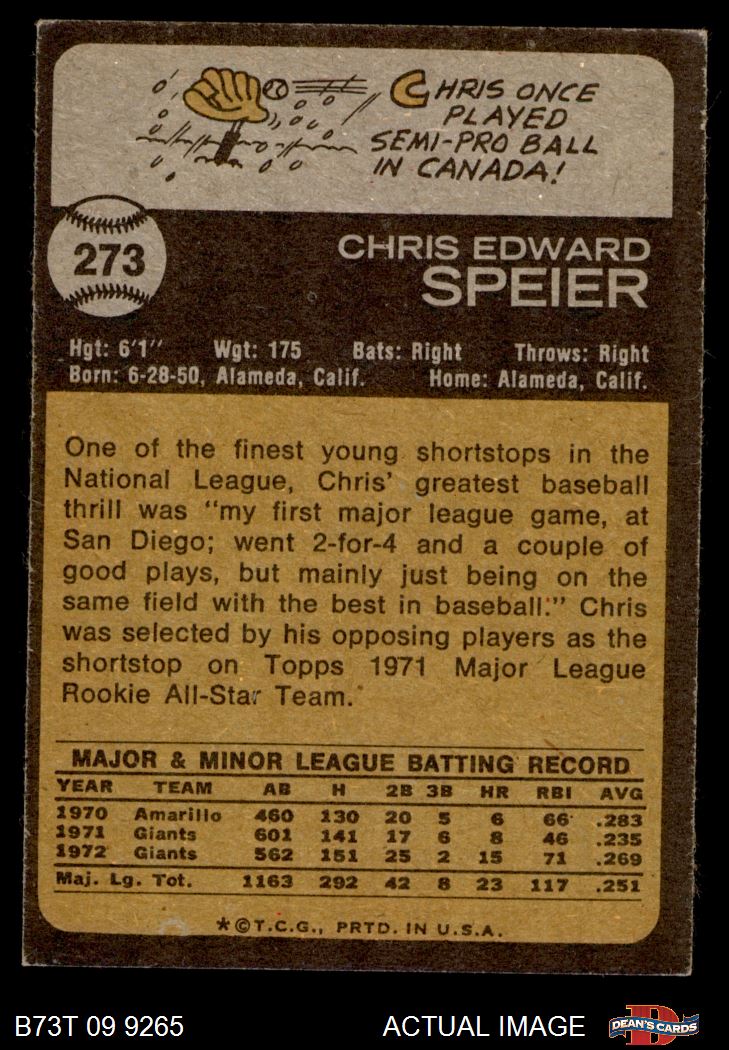 CHRIS ONCE
PLAYED
SEMI-PRO BALL
IN CANADA!
273
CHRIS EDWARD
SPEIER
Hgt: 6'1" Wgt: 175 Bats: Right Throws: Right
Born: 6-28-50, Alameda, Calif. Home: Alameda, Calif.
One of the finest young shortstops in the
National League, Chris' greatest baseball
thrill was "my first major league game, at
San Diego; went 2-for-4 and a couple of
good plays, but mainly just being on the
same field with the best in baseball." Chris
was selected by his opposing players as the
shortstop on Topps 1971 Major League
Rookie All-Star Team.
MAJOR & MINOR LEAGUE BATTING RECORD
YEAR TEAM AB H 2B 3B HR RBI AVG
1970 Amarillo 460 130 20 5 6 66 .283
1971 Giants 601 141 17 6 8 46 .235
1972 Giants 562 151 25 2 15 71 .269
Maj. Lg. Tot. 1163 292 42 8 23 117 .251
*©T.C.G., PRTD. IN U.S.A.
B73T 09 9265 ACTUAL IMAGE DEAN'S CARDS